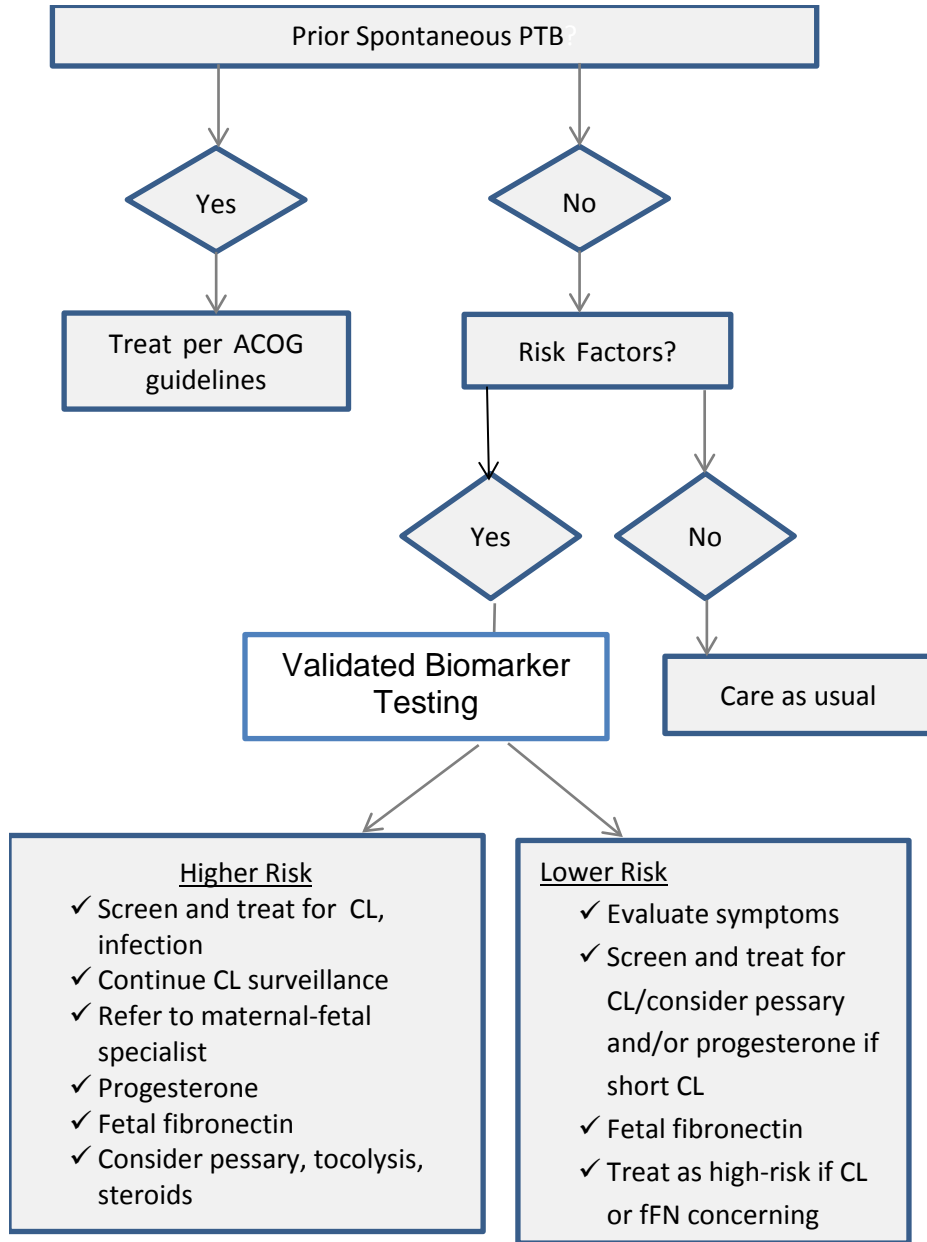 Prior Spontaneous PTB?
Yes
No
Treat per ACOG
guidelines
Risk Factors?
Yes
No
Validated Biomarker
Testing
Care as usual
Higher Risk
✓ Screen and treat for CL,
infection
✓ Continue CL surveillance
✓ Refer to maternal-fetal
specialist
✓ Progesterone
✓ Fetal fibronectin
✓ Consider pessary, tocolysis,
steroids
Lower Risk
✓ Evaluate symptoms
✓ Screen and treat for
CL/consider pessary
and/or progesterone if
short CL
✓ Fetal fibronectin
✓ Treat as high-risk if CL
or fFN concerning